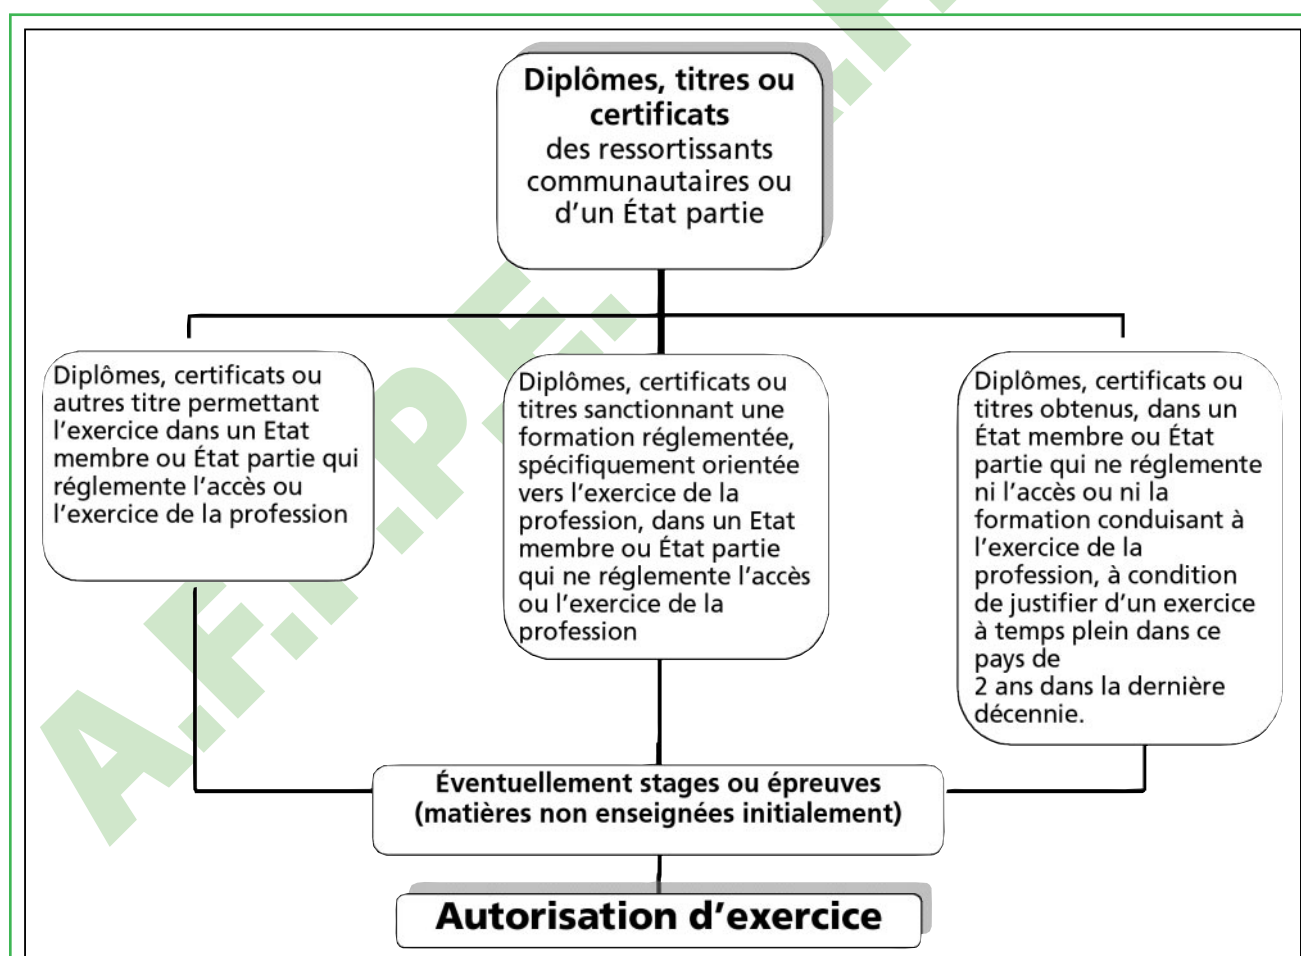 Diplômes, titres ou
certificats
des ressortissants
communautaires ou
d'un État partie
Diplômes, certificats ou
autres titre permettant
l'exercice dans un Etat
membre ou État partie qui
réglemente l'accès ou
l'exercice de la profession
Diplômes, certificats ou
titres sanctionnant une
formation réglementée,
spécifiquement orientée
vers l'exercice de la
profession, dans un Etat
membre ou État partie
qui ne réglemente l'accès
ou l'exercice de la
profession
Diplômes, certificats ou
titres obtenus, dans un
État membre ou État
partie qui ne réglemente
ni l'accès ou ni la
formation conduisant à
l'exercice de la
profession, à condition
de justifier d'un exercice
à temps plein dans ce
pays de
2 ans dans la dernière
décennie.
Éventuellement stages ou épreuves
(matières non enseignées initialement)
Autorisation d'exercice